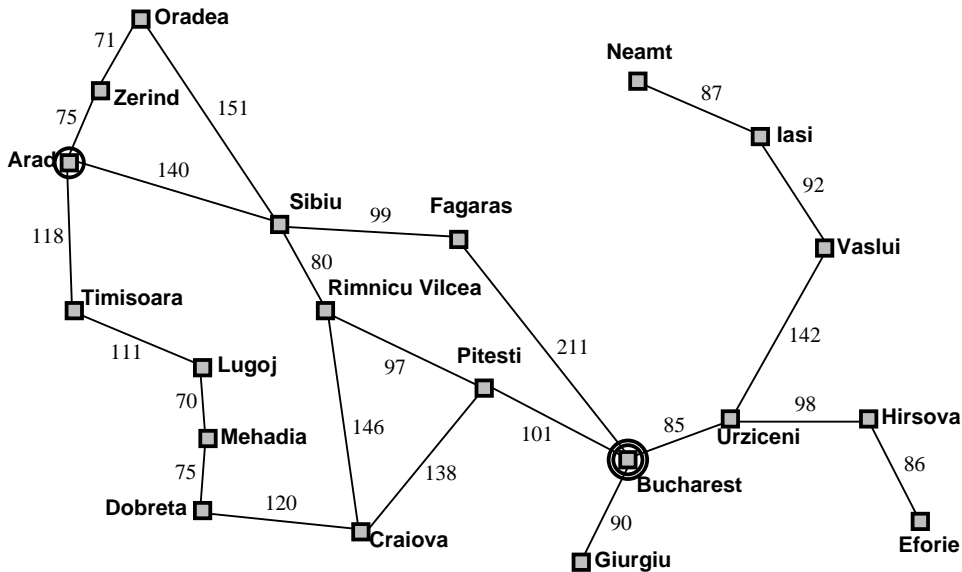 Oradea
71
Neamt
Zerind
87
75
151
Iasi
Arad
140
92
Sibiu
99
Fagaras
118
Vaslui
80
Timisoara
Rimnicu Vilcea
142
111
Lugoj
97
Pitesti
211
70
98
Hirsova
146
85
Urziceni
Mehadia
101
75
138
86
Bucharest
Dobreta
120
90
Craiova
Eforie
Giurgiu